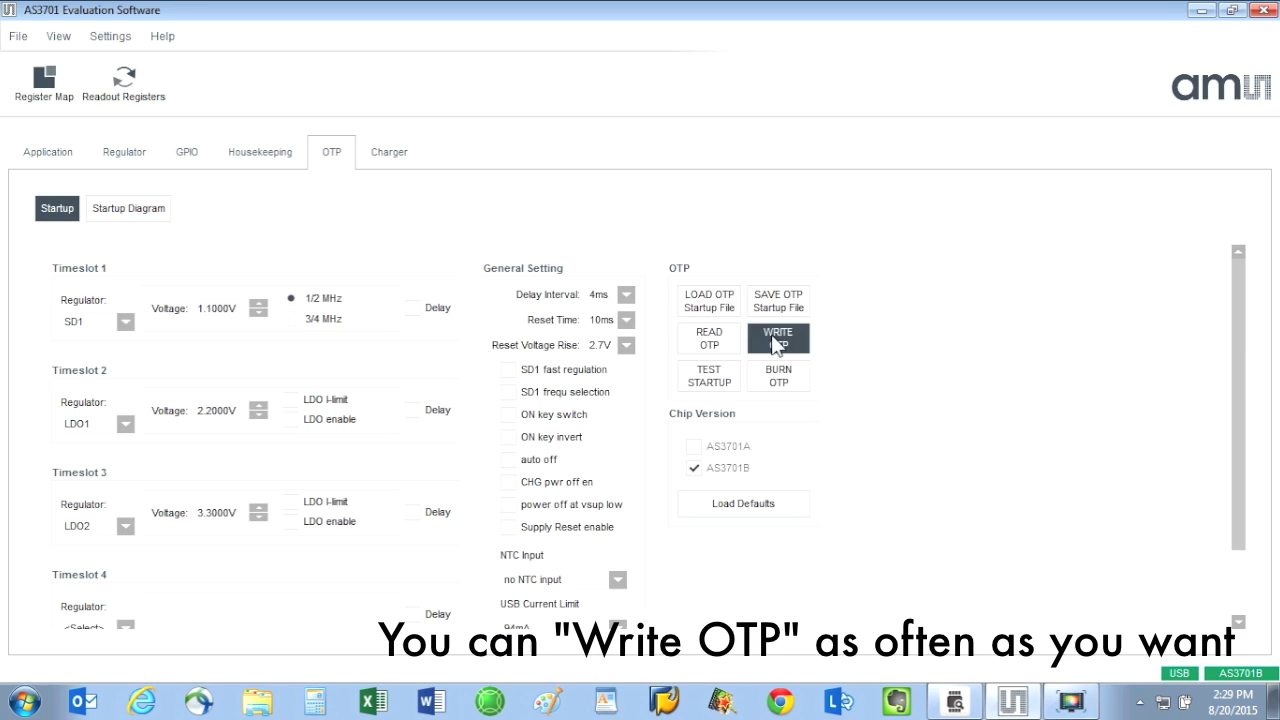 AS3701 Evaluation Software
File View Settings Help
Register Map Readout Registers
am
Application Regulator GPIO Housekeeping OTP Charger
Startup Startup Diagram
Timeslot 1
Regulator:
SD1
Voltage: 1.1000V
1/2 MHz
3/4 MHz
Delay
Timeslot 2
Regulator:
LDO1
Voltage: 2.2000V
LDO I-limit
LDO enable
Delay
Timeslot 3
Regulator:
LDO2
Voltage: 3.3000V
LDO I-limit
LDO enable
Delay
Timeslot 4
Regulator:
<Select>
Delay
General Setting
Delay Interval: 4ms
Reset Time: 10ms
Reset Voltage Rise: 2.7V
SD1 fast regulation
SD1 frequ selection
ON key switch
ON key invert
auto off
CHG pwr off en
power off at vsup low
Supply Reset enable
NTC Input
no NTC input
USB Current Limit
94mA
OTP
LOAD OTP
Startup File
SAVE OTP
Startup File
READ
OTP
WRITE
OTP
TEST
STARTUP
BURN
OTP
Chip Version
AS3701A
AS3701B
Load Defaults
You can "Write OTP" as often as you want
USB AS3701B
2:29 PM
8/20/2015